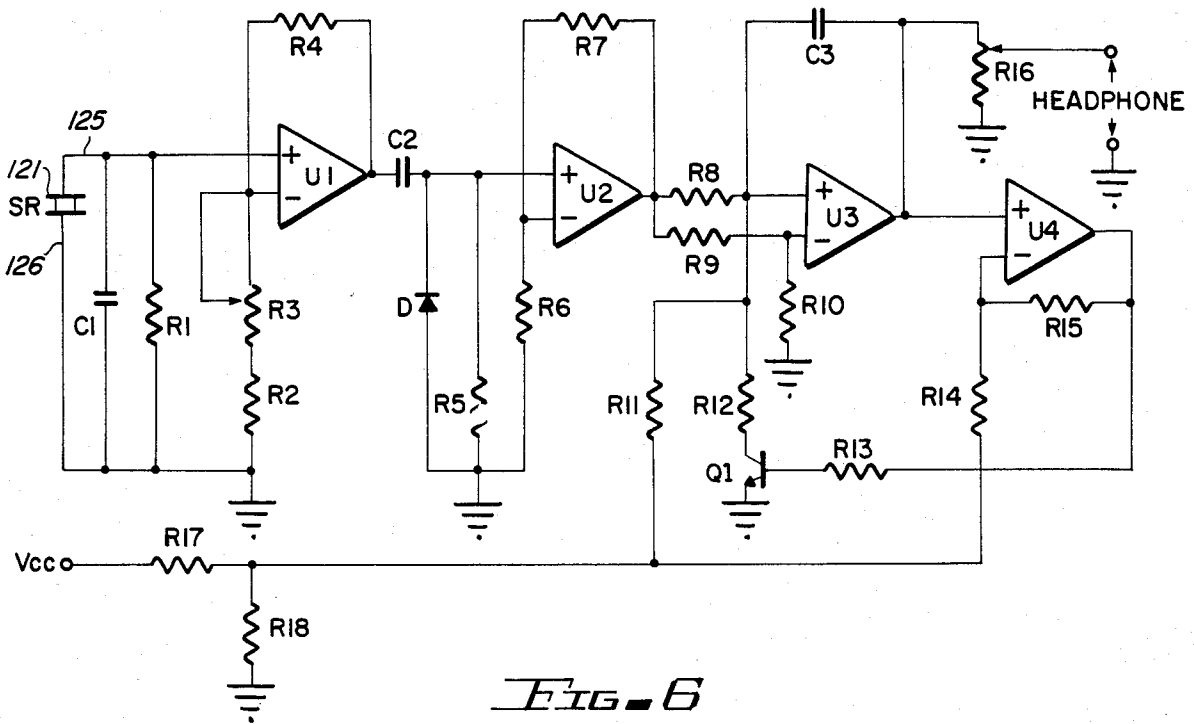 R4
R7
C3
R16
HEADPHONE
125
121
SR
126
+
-
U1
C2
+
-
U2
R8
R9
+
-
U3
+
-
U4
C1
R1
R3
R2
D
R5
R6
R10
R15
R11
R12
R14
R13
Q1
R17
Vcc
R18
FIG-6